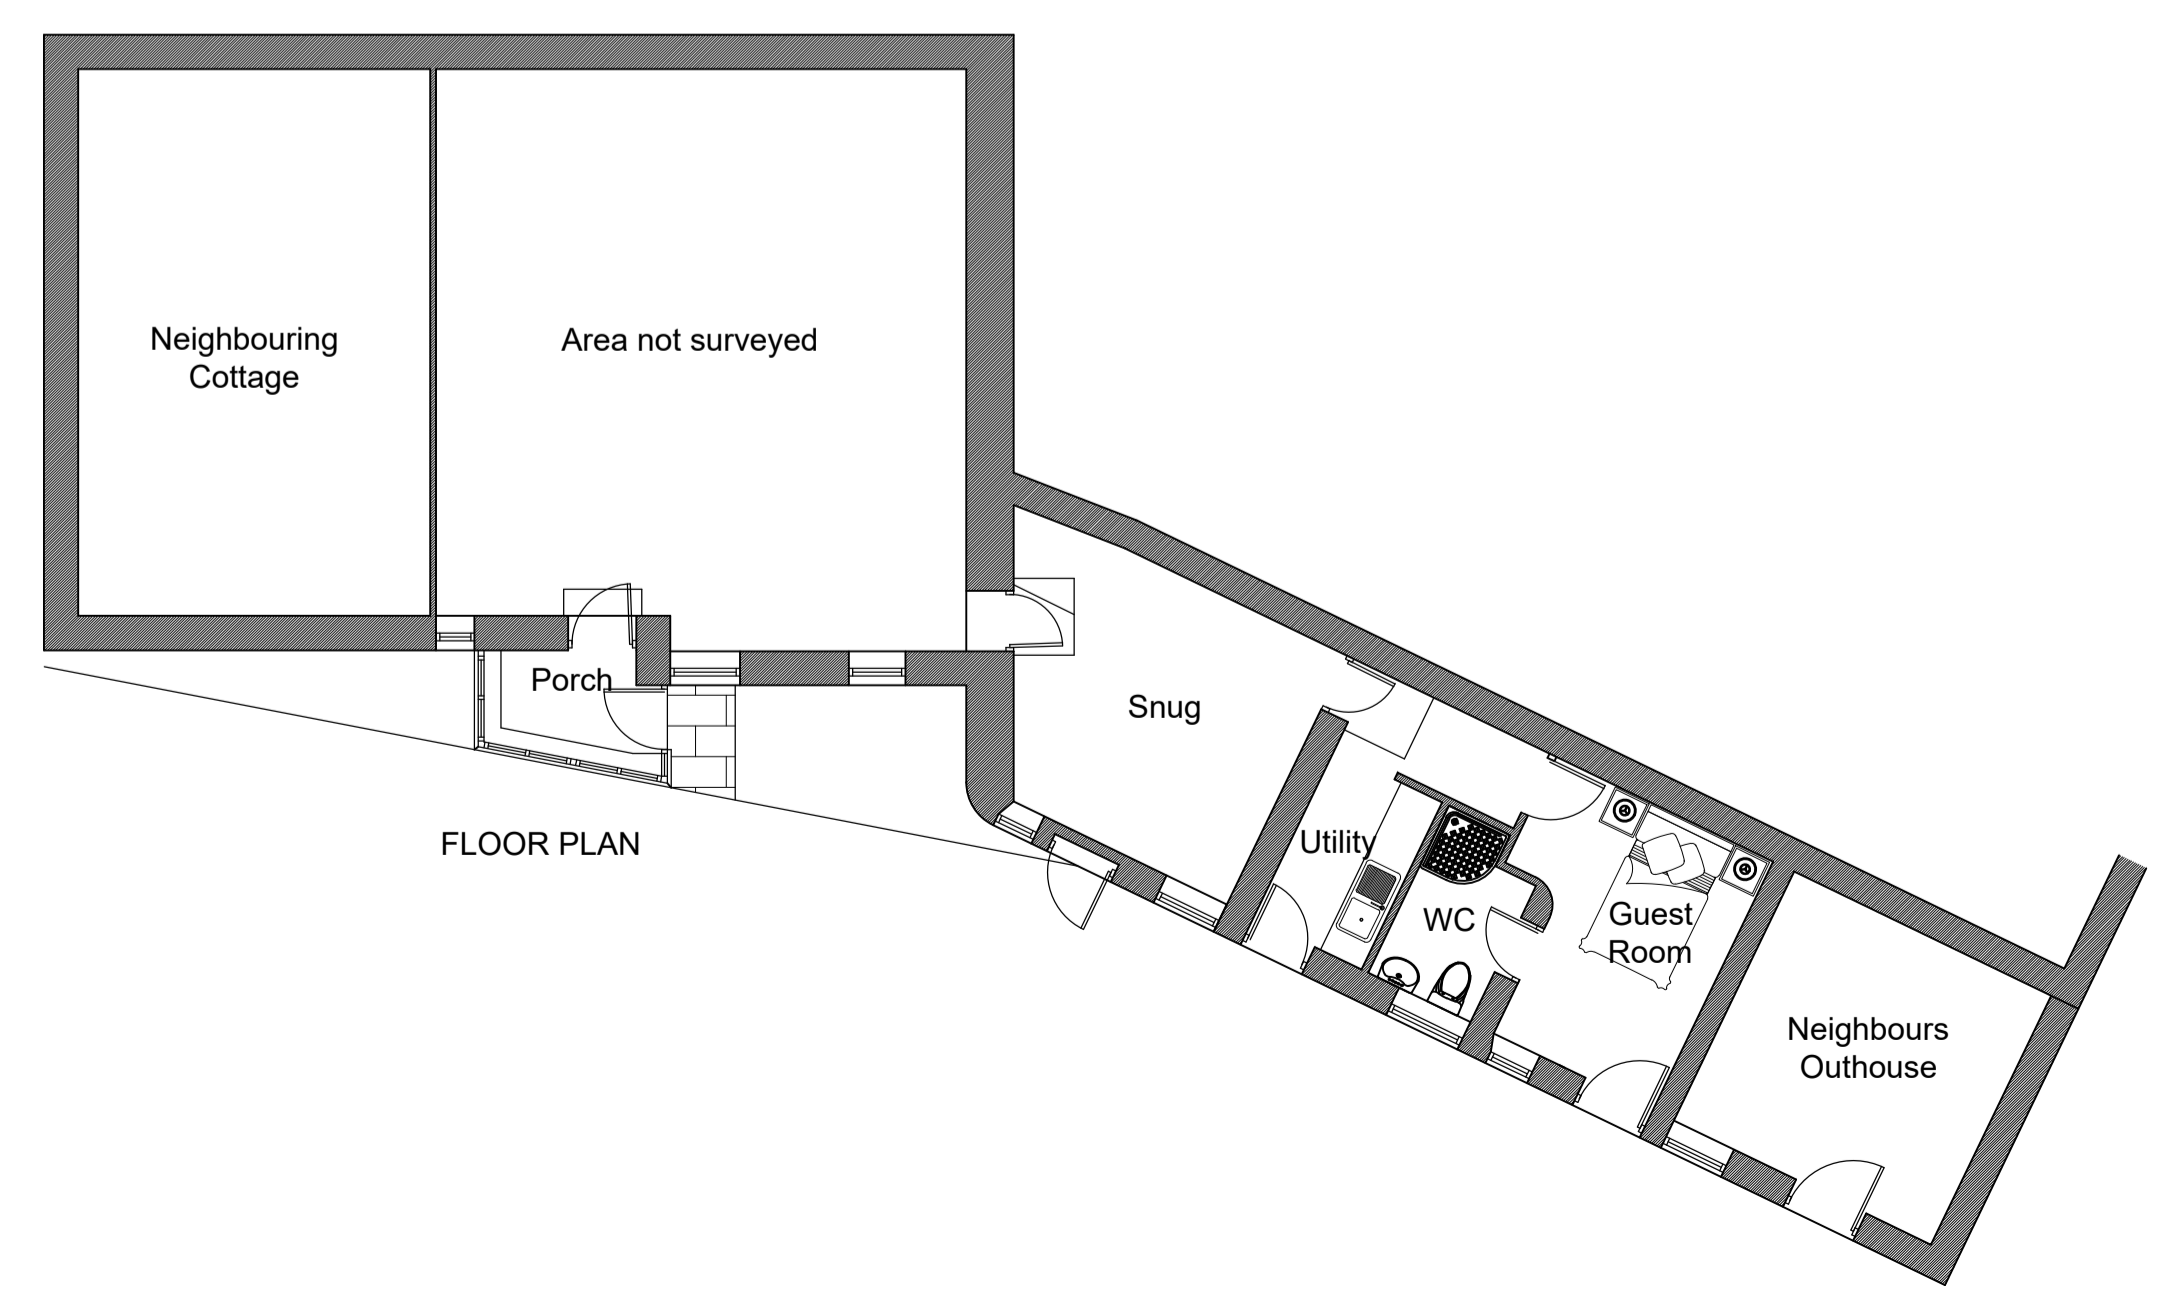 Neighbouring
Cottage
Area not surveyed
Porch
Snug
FLOOR PLAN
Utility
WC
Guest
Room
Neighbours
Outhouse